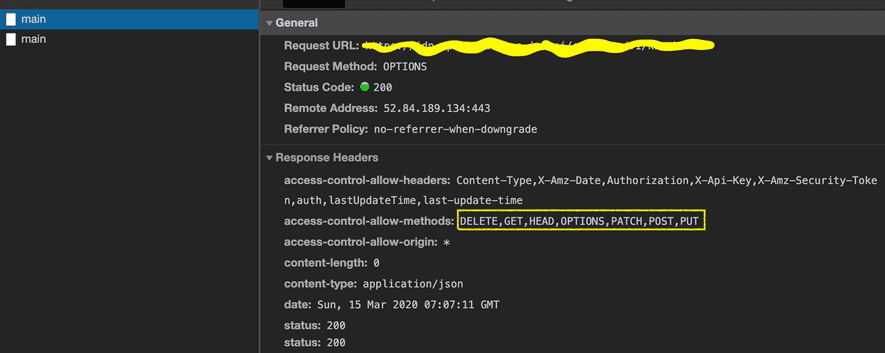 main
main
General
Request URL:
Request Method: OPTIONS
Status Code: 200
Remote Address: 52.84.189.134:443
Referrer Policy: no-referrer-when-downgrade
Response Headers
access-control-allow-headers: Content-Type,X-Amz-Date,Authorization,X-Api-Key,X-Amz-Security-Toke
n,auth,lastUpdateTime,last-update-time
access-control-allow-methods: DELETE,GET,HEAD,OPTIONS,PATCH,POST,PUT
access-control-allow-origin: *
content-length: 0
content-type: application/json
date: Sun, 15 Mar 2020 07:07:11 GMT
status: 200
status: 200